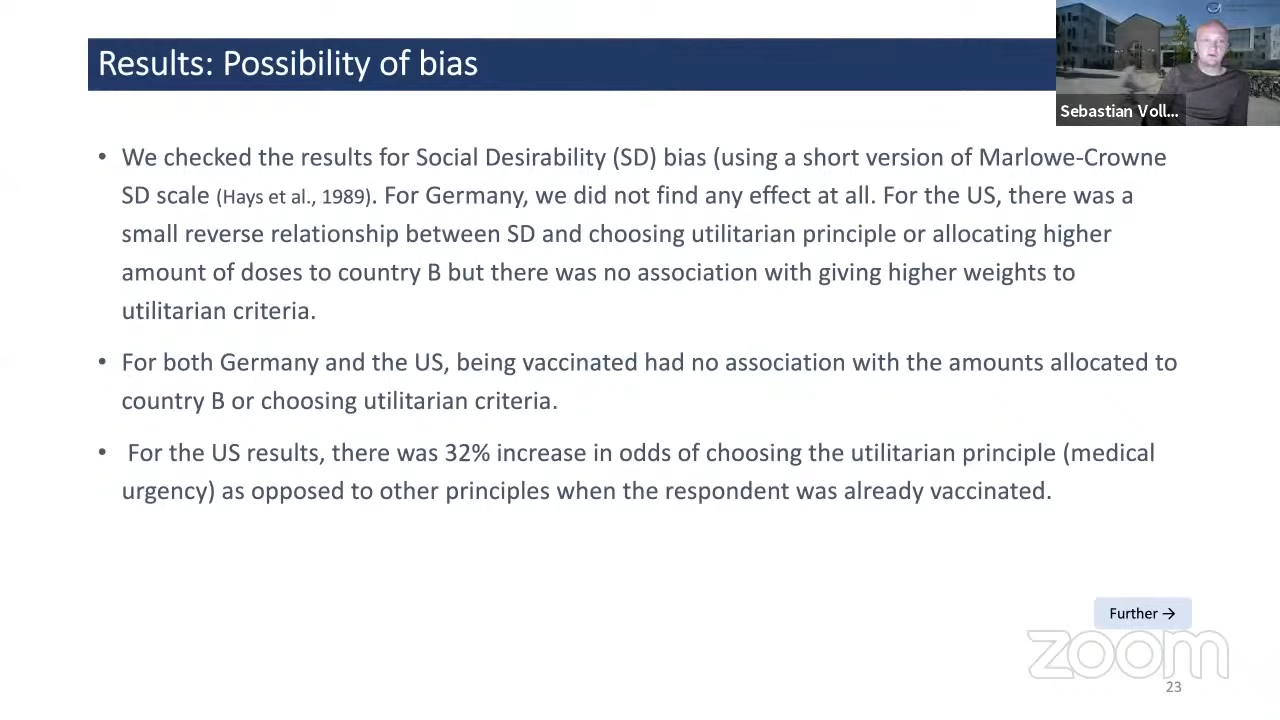 Results: Possibility of bias
Sebastian Voll...
• We checked the results for Social Desirability (SD) bias (using a short version of Marlowe-Crowne
SD scale (Hays et al., 1989). For Germany, we did not find any effect at all. For the US, there was a
small reverse relationship between SD and choosing utilitarian principle or allocating higher
amount of doses to country B but there was no association with giving higher weights to
utilitarian criteria.
• For both Germany and the US, being vaccinated had no association with the amounts allocated to
country B or choosing utilitarian criteria.
• For the US results, there was 32% increase in odds of choosing the utilitarian principle (medical
urgency) as opposed to other principles when the respondent was already vaccinated.
Further →
zoom
23